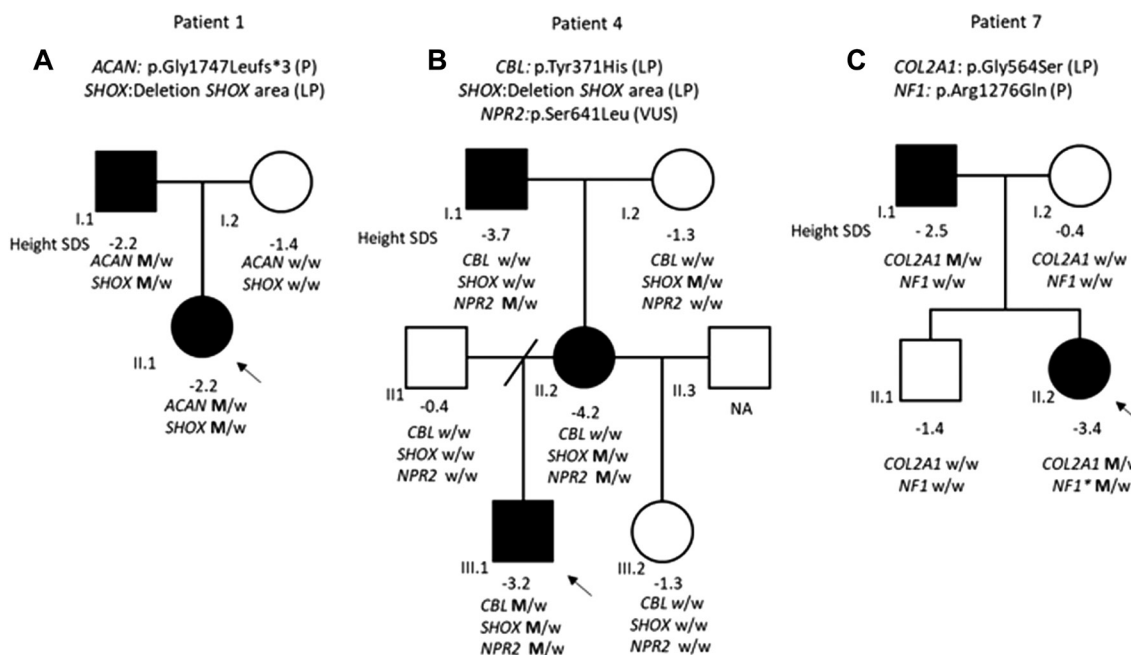 Patient 1
A
ACAN: p.Gly1747Leufs*3 (P)
SHOX:Deletion SHOX area (LP)
I.1
I.2
Height SDS
-2.2
-1.4
ACAN M/w
ACAN w/w
SHOX M/w
SHOX w/w
II.1
-2.2
ACAN M/w
SHOX M/w
Patient 4
B
CBL: p.Tyr371His (LP)
SHOX:Deletion SHOX area (LP)
NPR2:p.Ser641Leu (VUS)
I.1
I.2
Height SDS
-3.7
-1.3
CBL w/w
CBL w/w
SHOX w/w
SHOX M/w
NPR2 M/w
NPR2 w/w
II1
II.2
II.3
-0.4
-4.2
NA
CBL w/w
CBL w/w
SHOX w/w
SHOX M/w
NPR2 w/w
NPR2 M/w
III.1
III.2
-3.2
-1.3
CBL M/w
CBL w/w
SHOX M/w
SHOX w/w
NPR2 M/w
NPR2 w/w
Patient 7
C
COL2A1: p.Gly564Ser (LP)
NF1: p.Arg1276Gln (P)
I.1
I.2
Height SDS
- 2.5
-0.4
COL2A1 M/w
COL2A1 w/w
NF1 w/w
NF1 w/w
II.1
II.2
-1.4
-3.4
COL2A1 w/w
COL2A1 M/w
NF1 w/w
NF1* M/w